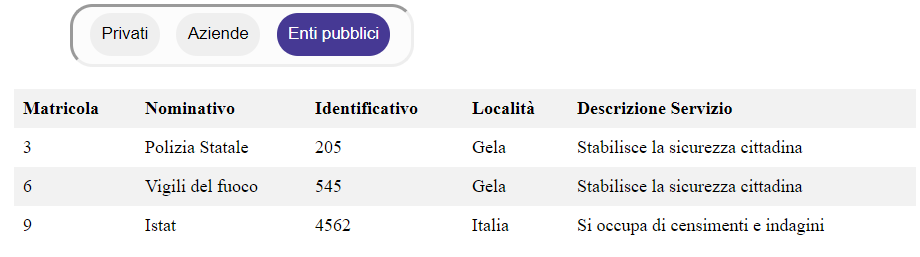 Privati Aziende Enti pubblici
Matricola Nominativo Identificativo Località Descrizione Servizio
3 Polizia Statale 205 Gela Stabilisce la sicurezza cittadina
6 Vigili del fuoco 545 Gela Stabilisce la sicurezza cittadina
9 Istat 4562 Italia Si occupa di censimenti e indagini